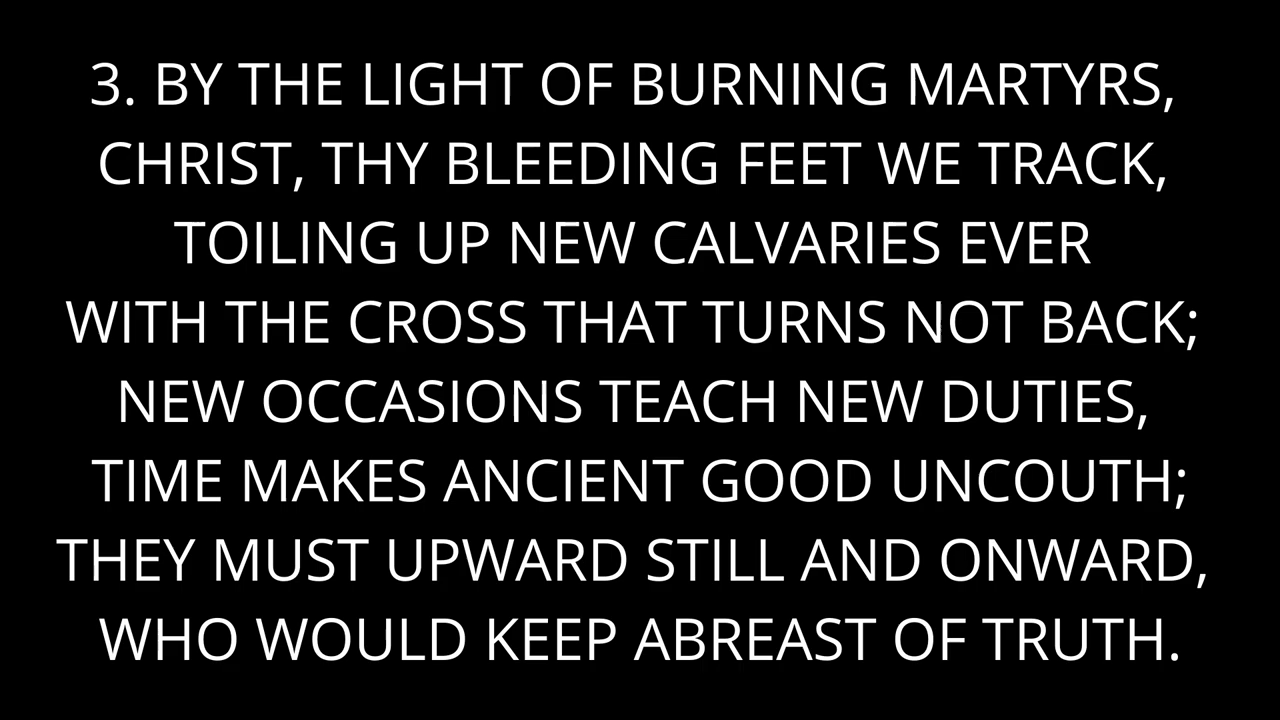 3. BY THE LIGHT OF BURNING MARTYRS,
CHRIST, THY BLEEDING FEET WE TRACK,
TOILING UP NEW CALVARIES EVER
WITH THE CROSS THAT TURNS NOT BACK;
NEW OCCASIONS TEACH NEW DUTIES,
TIME MAKES ANCIENT GOOD UNCOUTH;
THEY MUST UPWARD STILL AND ONWARD,
WHO WOULD KEEP ABREAST OF TRUTH.